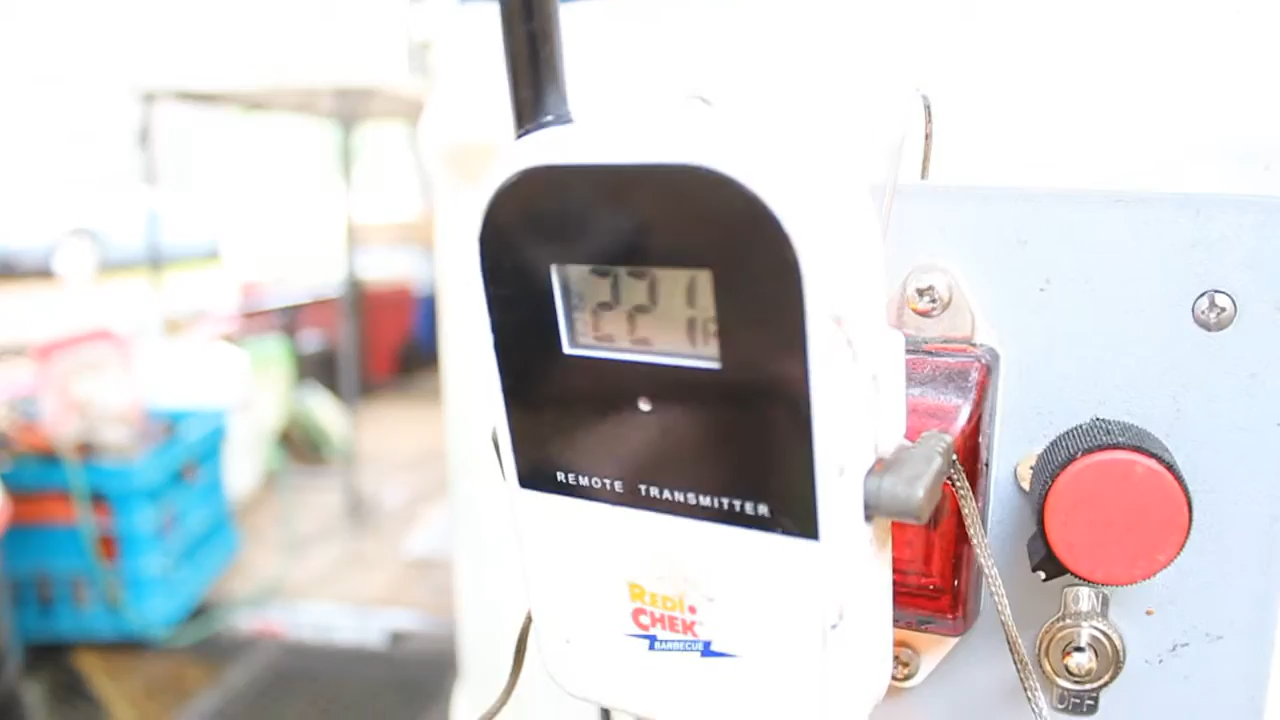 221
REMOTE TRANSMITTER
REDI
CHEK
BARBECUE
ON
OFF